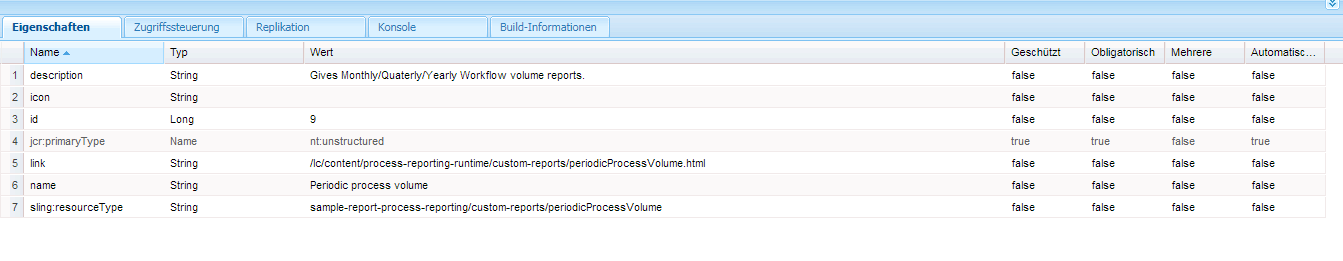 Eigenschaften Zugriffssteuerung Replikation Konsole Build-Informationen
Name Typ Wert Geschützt Obligatorisch Mehrere Automatisc...
1 description String Gives Monthly/Quaterly/Yearly Workflow volume reports. false false false false
2 icon String false false false false
3 id Long 9 false false false false
4 jcr:primaryType Name nt:unstructured true true false true
5 link String /lc/content/process-reporting-runtime/custom-reports/periodicProcessVolume.html false false false false
6 name String Periodic process volume false false false false
7 sling:resourceType String sample-report-process-reporting/custom-reports/periodicProcessVolume false false false false